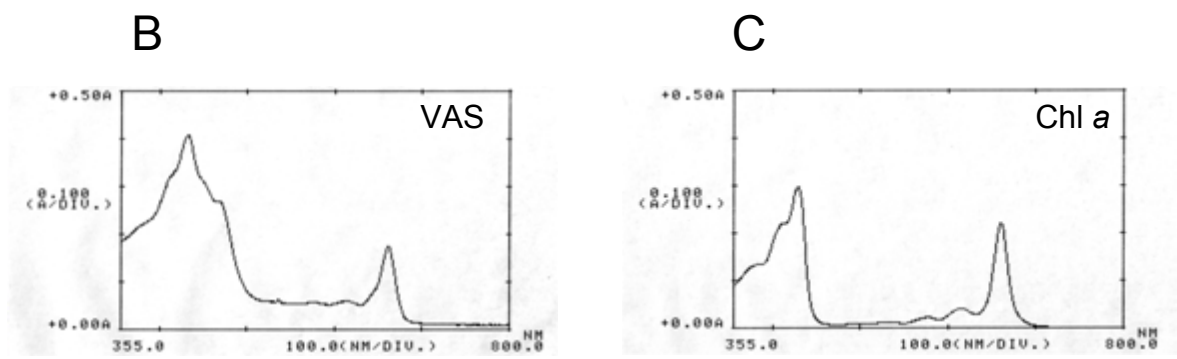 B
C
+0.50A
VAS
0.100
(A/DIV.)
+0.00A
355.0
100.0(NM/DIV.)
NM
800.0
+0.50A
Chl a
0.100
(A/DIV.)
+0.00A
355.0
100.0(NM/DIV.)
NM
800.0